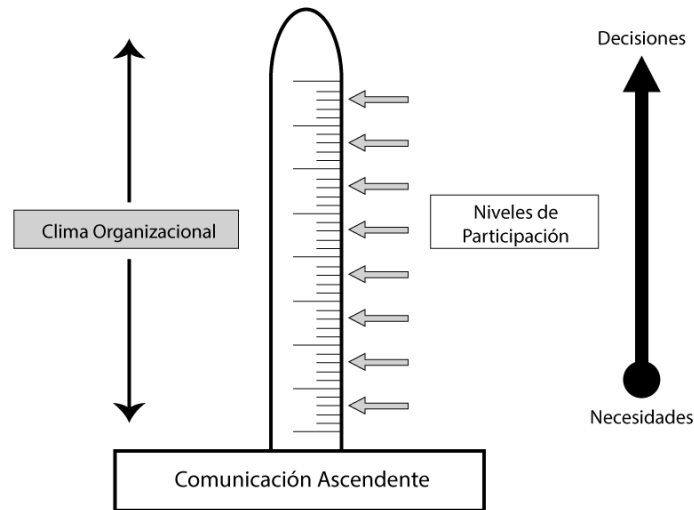 Decisiones
Clima Organizacional
Niveles de
Participación
Necesidades
Comunicación Ascendente